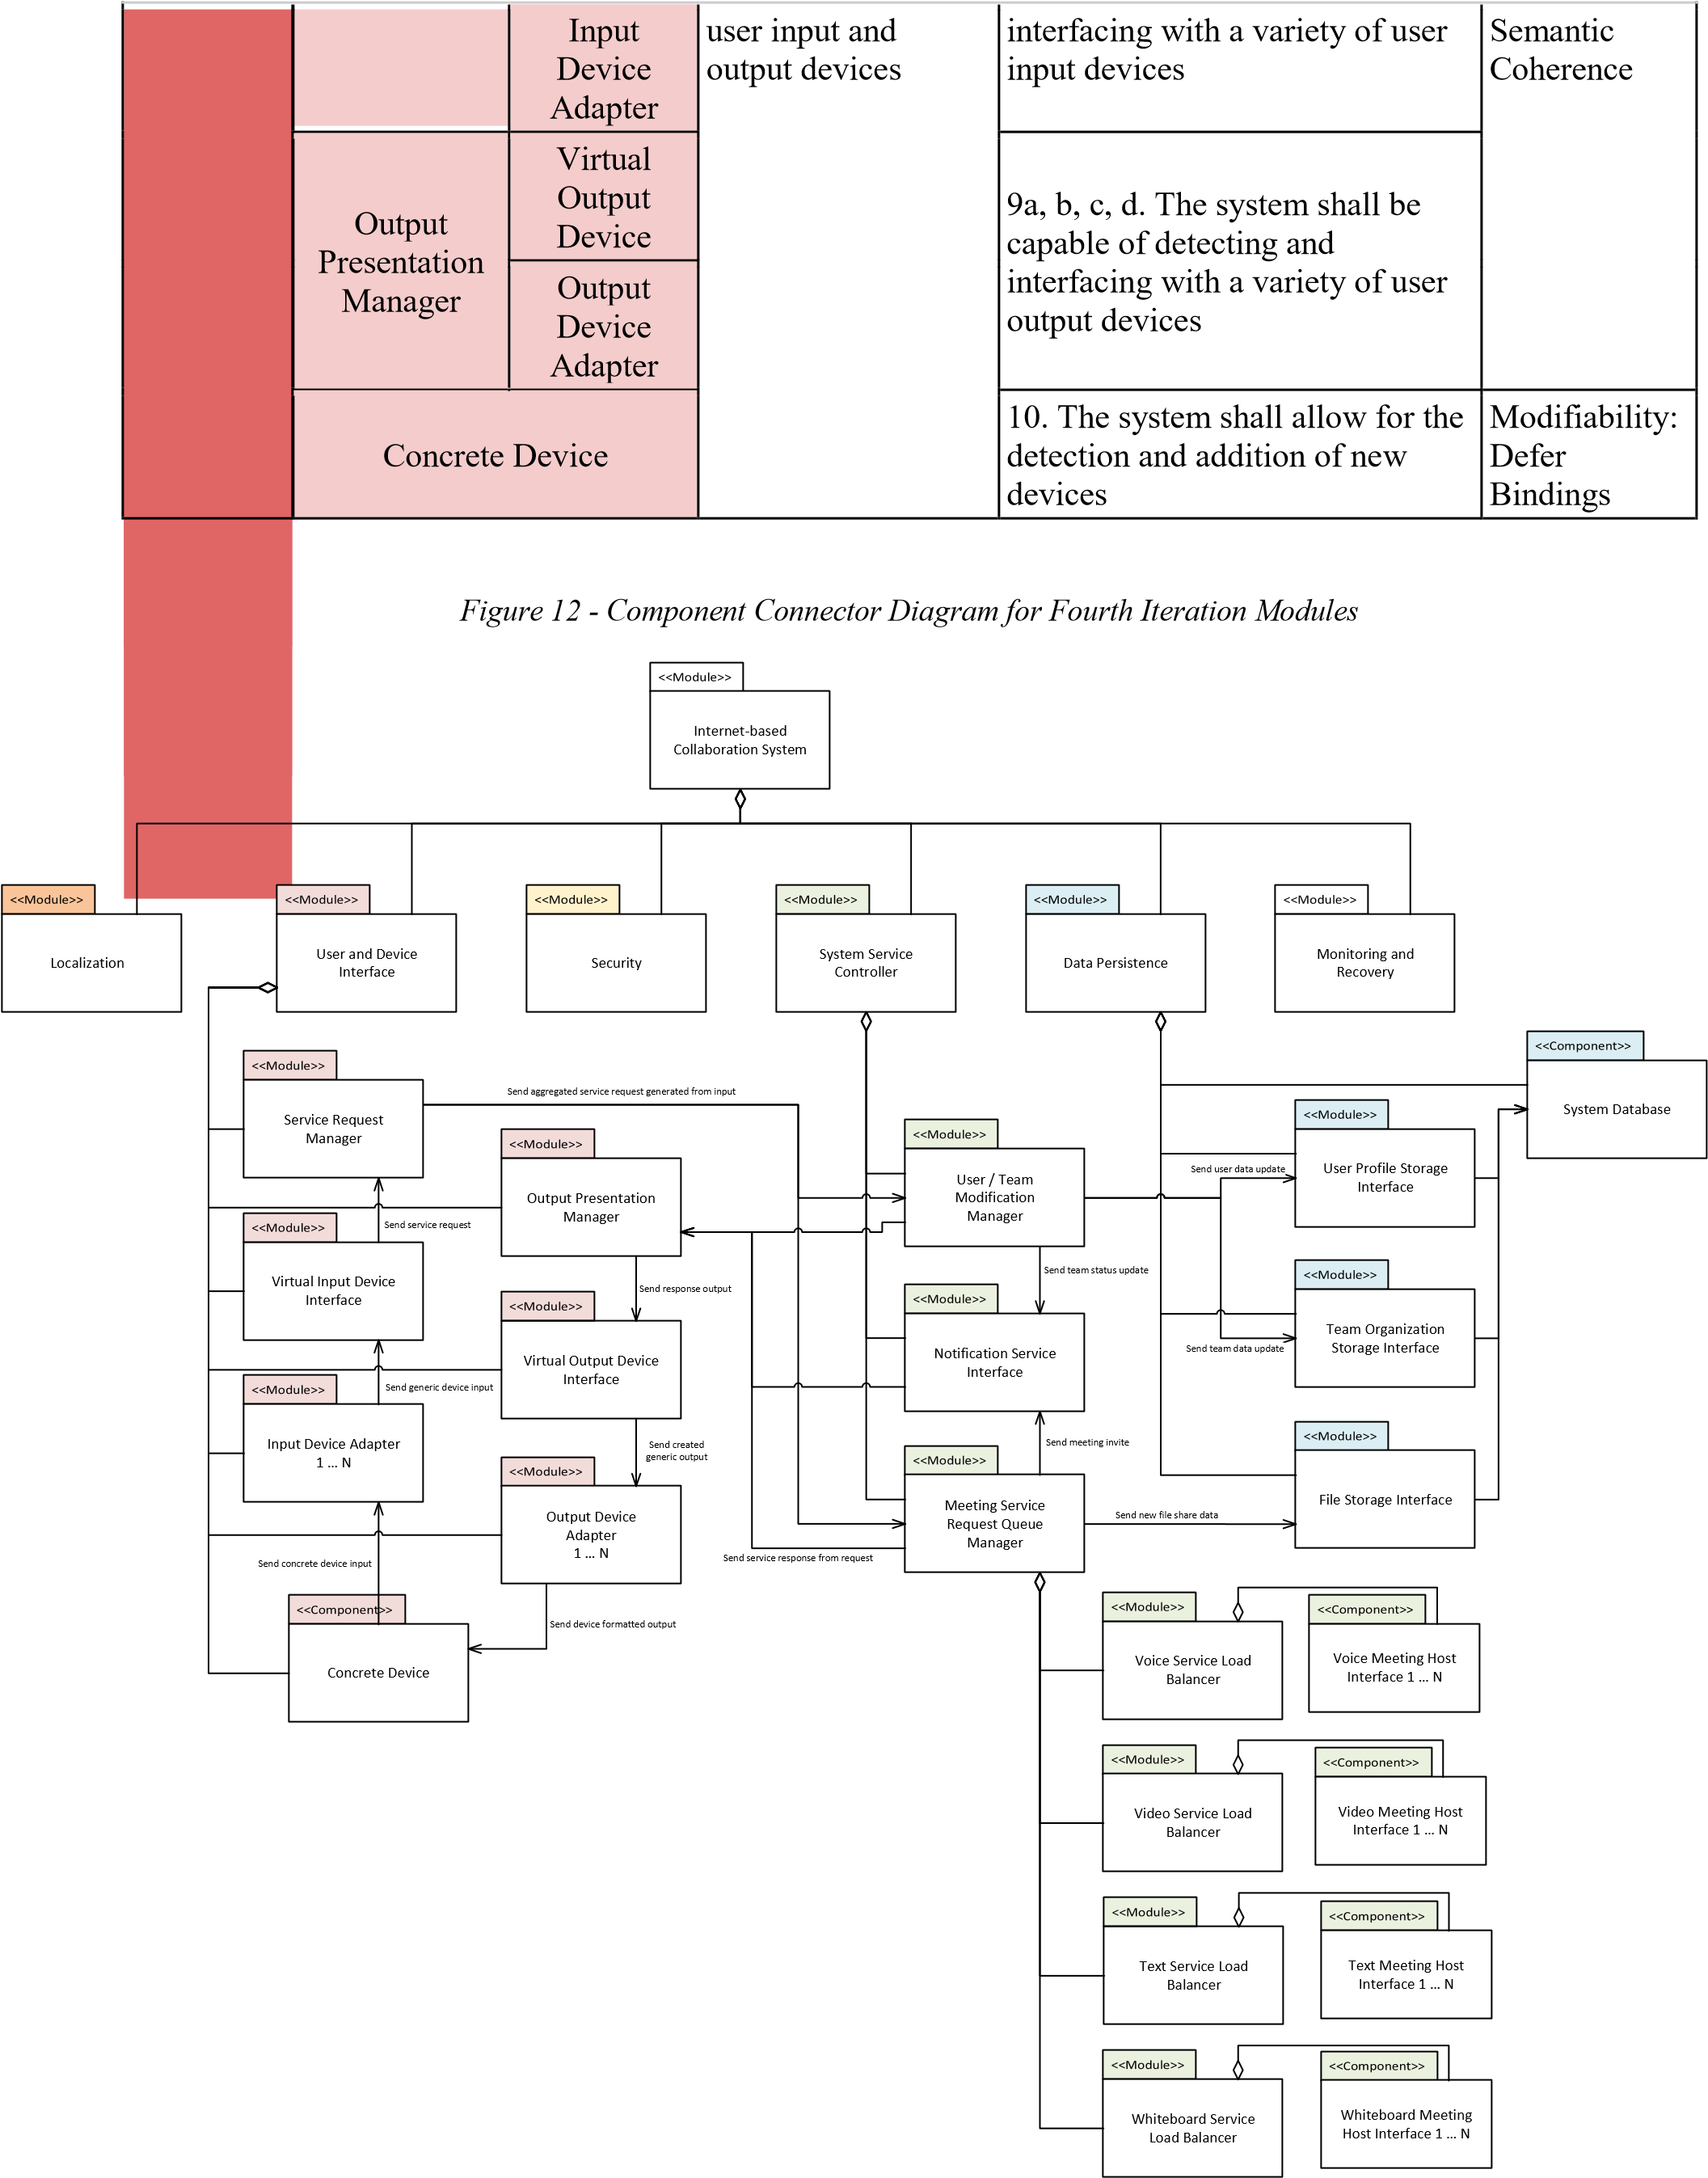 Input
Device
Adapter
user input and
output devices
interfacing with a variety of user
input devices
Semantic
Coherence
Output
Presentation
Manager
Virtual
Output
Device
Output
Device
Adapter
9a, b, c, d. The system shall be
capable of detecting and
interfacing with a variety of user
output devices
Concrete Device
10. The system shall allow for the
detection and addition of new
devices
Modifiability:
Defer
Bindings
Figure 12 - Component Connector Diagram for Fourth Iteration Modules
<<Module>>
Internet-based
Collaboration System
<<Module>>
Localization
<<Module>>
User and Device
Interface
<<Module>>
Security
<<Module>>
System Service
Controller
<<Module>>
Data Persistence
<<Module>>
Monitoring and
Recovery
<<Component>>
System Database
<<Module>>
Service Request
Manager
Send aggregated service request generated from input
<<Module>>
Output Presentation
Manager
<<Module>>
User / Team
Modification
Manager
<<Module>>
User Profile Storage
Interface
Send user data update
Send service request
<<Module>>
Virtual Input Device
Interface
Send response output
Send team status update
<<Module>>
Virtual Output Device
Interface
<<Module>>
Notification Service
Interface
<<Module>>
Team Organization
Storage Interface
Send team data update
Send generic device input
<<Module>>
Input Device Adapter
1 ... N
Send created
generic output
Send meeting invite
<<Module>>
Output Device
Adapter
1 ... N
<<Module>>
Meeting Service
Request Queue
Manager
<<Module>>
File Storage Interface
Send new file share data
Send service response from request
Send concrete device input
<<Component>>
Concrete Device
Send device formatted output
<<Module>>
Voice Service Load
Balancer
<<Component>>
Voice Meeting Host
Interface 1 ... N
<<Module>>
Video Service Load
Balancer
<<Component>>
Video Meeting Host
Interface 1 ... N
<<Module>>
Text Service Load
Balancer
<<Component>>
Text Meeting Host
Interface 1 ... N
<<Module>>
Whiteboard Service
Load Balancer
<<Component>>
Whiteboard Meeting
Host Interface 1 ... N